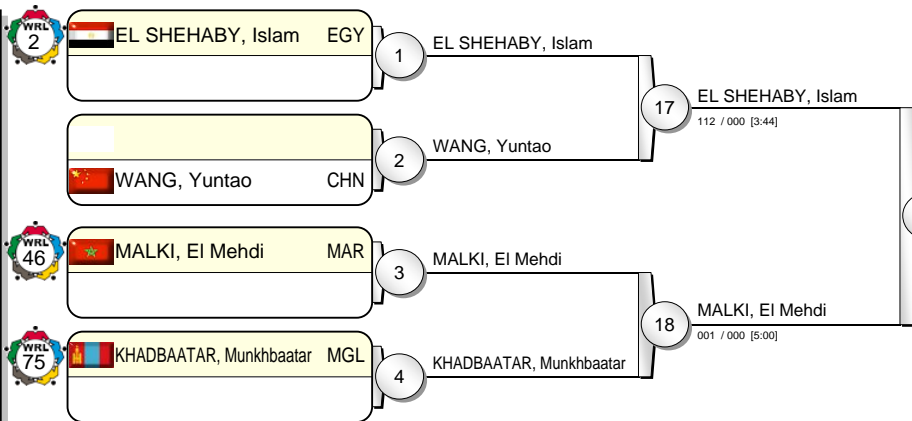 WRL
2
EL SHEHABY, Islam EGY
1
EL SHEHABY, Islam
WANG, Yuntao CHN
2
WANG, Yuntao
17
EL SHEHABY, Islam
112 / 000 [3:44]
WRL
46
MALKI, El Mehdi MAR
3
MALKI, El Mehdi
WRL
75
KHADBAATAR, Munkhbaatar MGL
4
KHADBAATAR, Munkhbaatar
18
MALKI, El Mehdi
001 / 000 [5:00]